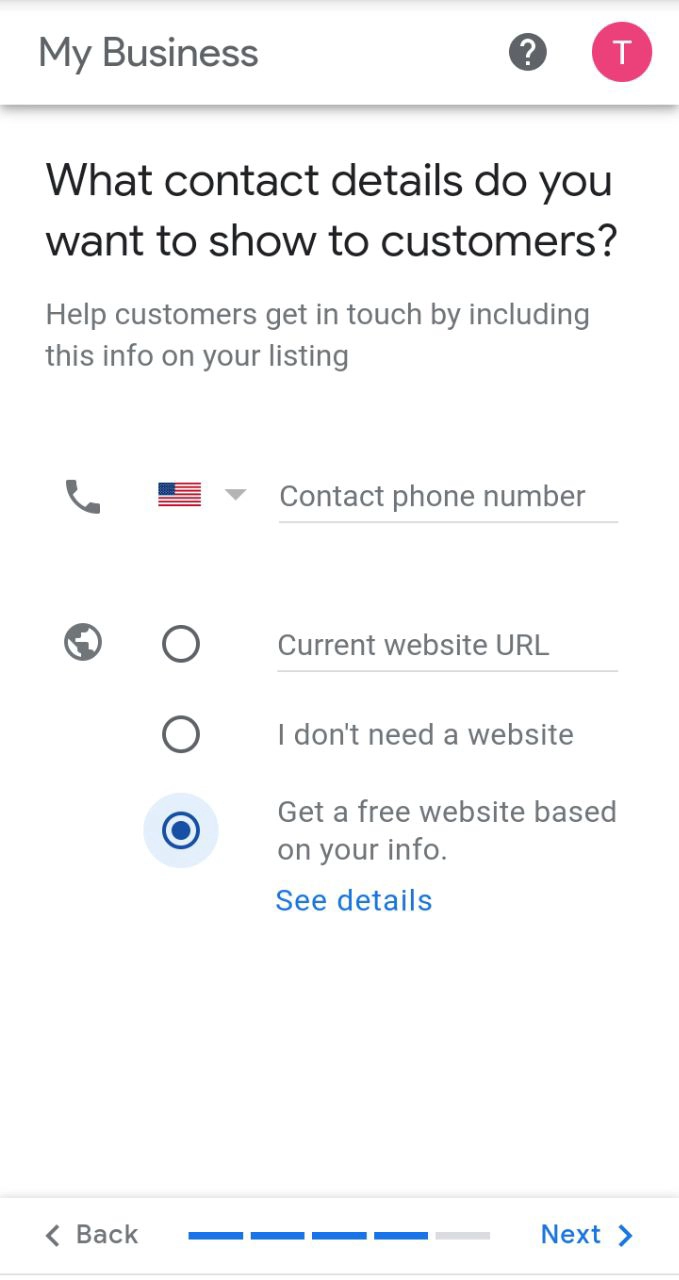 My Business
?
T
What contact details do you
want to show to customers?
Help customers get in touch by including
this info on your listing
Contact phone number
Current website URL
I don't need a website
Get a free website based
on your info.
See details
Back
Next